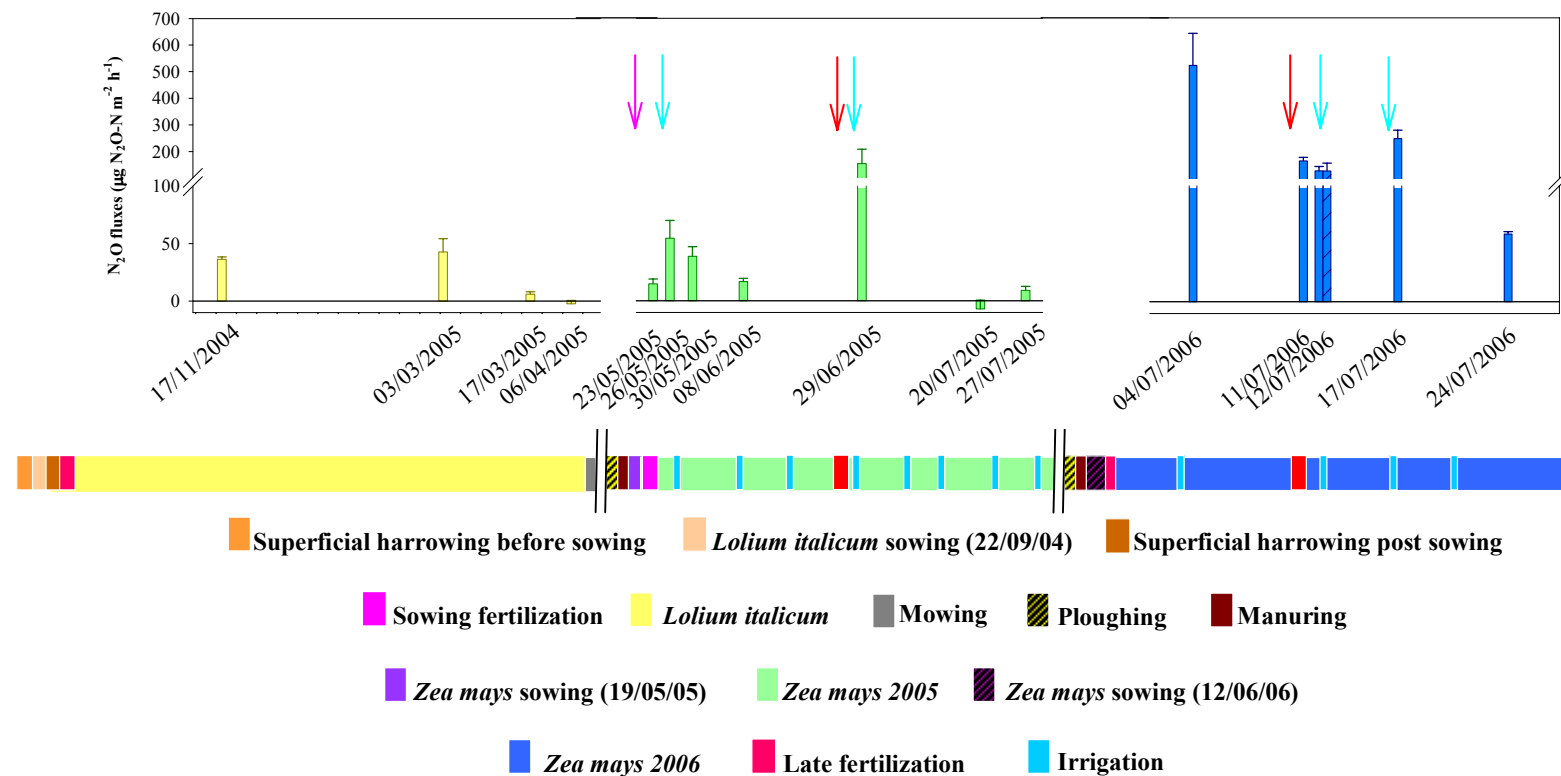 N₂O fluxes (µg N₂O-N m⁻² h⁻¹)
700
600
500
400
300
200
100
50
0
17/11/2004
03/03/2005
17/03/2005
06/04/2005
23/05/2005
26/05/2005
30/05/2005
08/06/2005
29/06/2005
20/07/2005
27/07/2005
04/07/2006
11/07/2006
12/07/2006
17/07/2006
24/07/2006
Superficial harrowing before sowing
Lolium italicum sowing (22/09/04)
Superficial harrowing post sowing
Sowing fertilization
Lolium italicum
Mowing
Ploughing
Manuring
Zea mays sowing (19/05/05)
Zea mays 2005
Zea mays sowing (12/06/06)
Zea mays 2006
Late fertilization
Irrigation